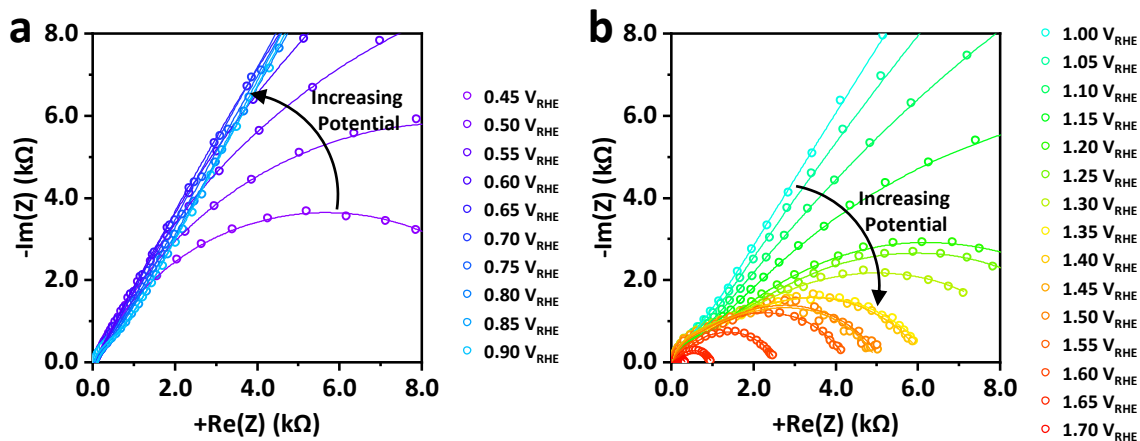 a
8.0
6.0
4.0
2.0
0.0
0.0 2.0 4.0 6.0 8.0
-Im(Z) (kΩ)
+Re(Z) (kΩ)
Increasing
Potential
0.45 VRHE
0.50 VRHE
0.55 VRHE
0.60 VRHE
0.65 VRHE
0.70 VRHE
0.75 VRHE
0.80 VRHE
0.85 VRHE
0.90 VRHE
b
8.0
6.0
4.0
2.0
0.0
0.0 2.0 4.0 6.0 8.0
-Im(Z) (kΩ)
+Re(Z) (kΩ)
Increasing
Potential
1.00 VRHE
1.05 VRHE
1.10 VRHE
1.15 VRHE
1.20 VRHE
1.25 VRHE
1.30 VRHE
1.35 VRHE
1.40 VRHE
1.45 VRHE
1.50 VRHE
1.55 VRHE
1.60 VRHE
1.65 VRHE
1.70 VRHE